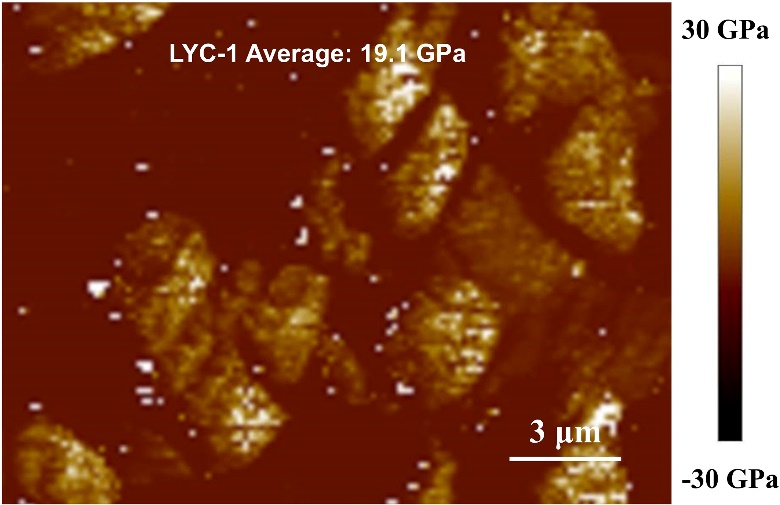 LYC-1 Average: 19.1 GPa
30 GPa
3 µm
-30 GPa